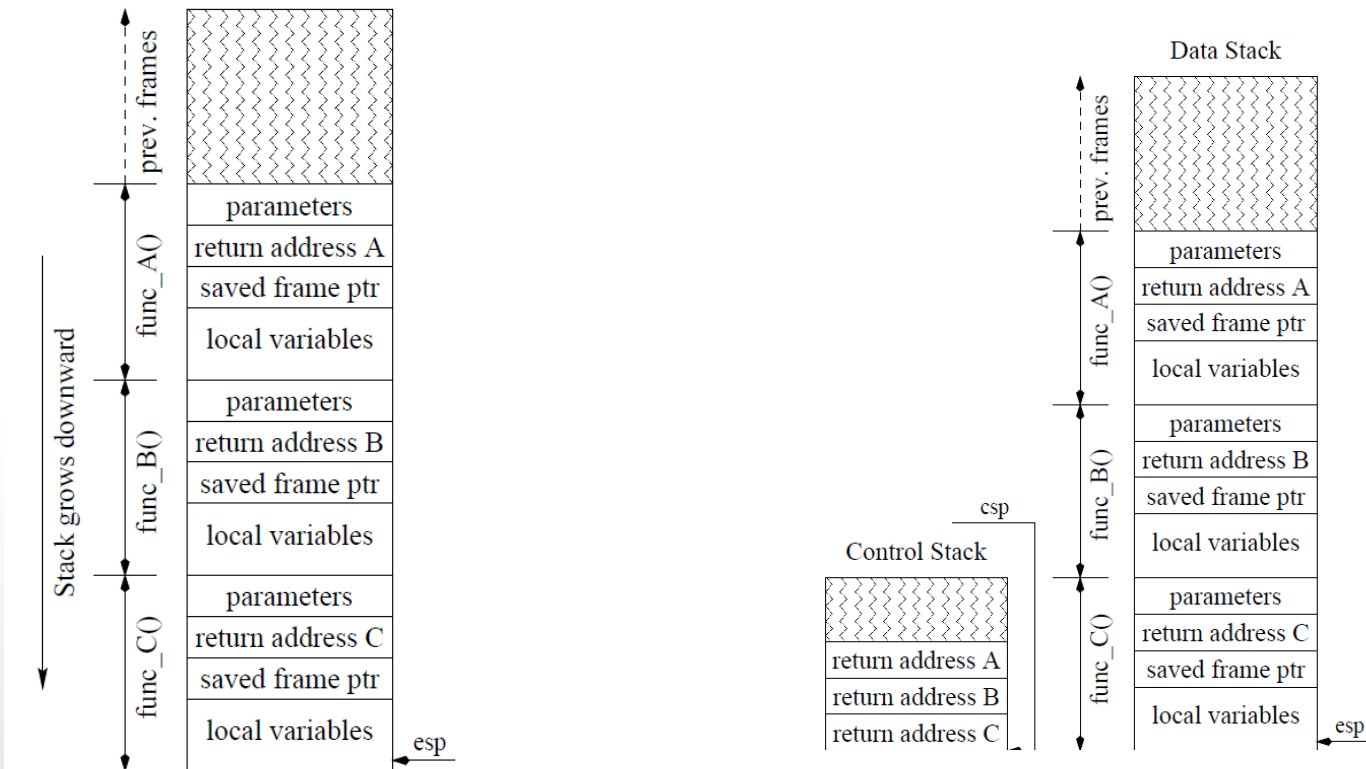 prev. frames
func_A()
func_B()
func_C()
Stack grows downward
parameters
return address A
saved frame ptr
local variables
parameters
return address B
saved frame ptr
local variables
parameters
return address C
saved frame ptr
local variables
esp
csp
Control Stack
return address A
return address B
return address C
Data Stack
prev. frames
func_A()
func_B()
func_C()
parameters
return address A
saved frame ptr
local variables
parameters
return address B
saved frame ptr
local variables
parameters
return address C
saved frame ptr
local variables
esp